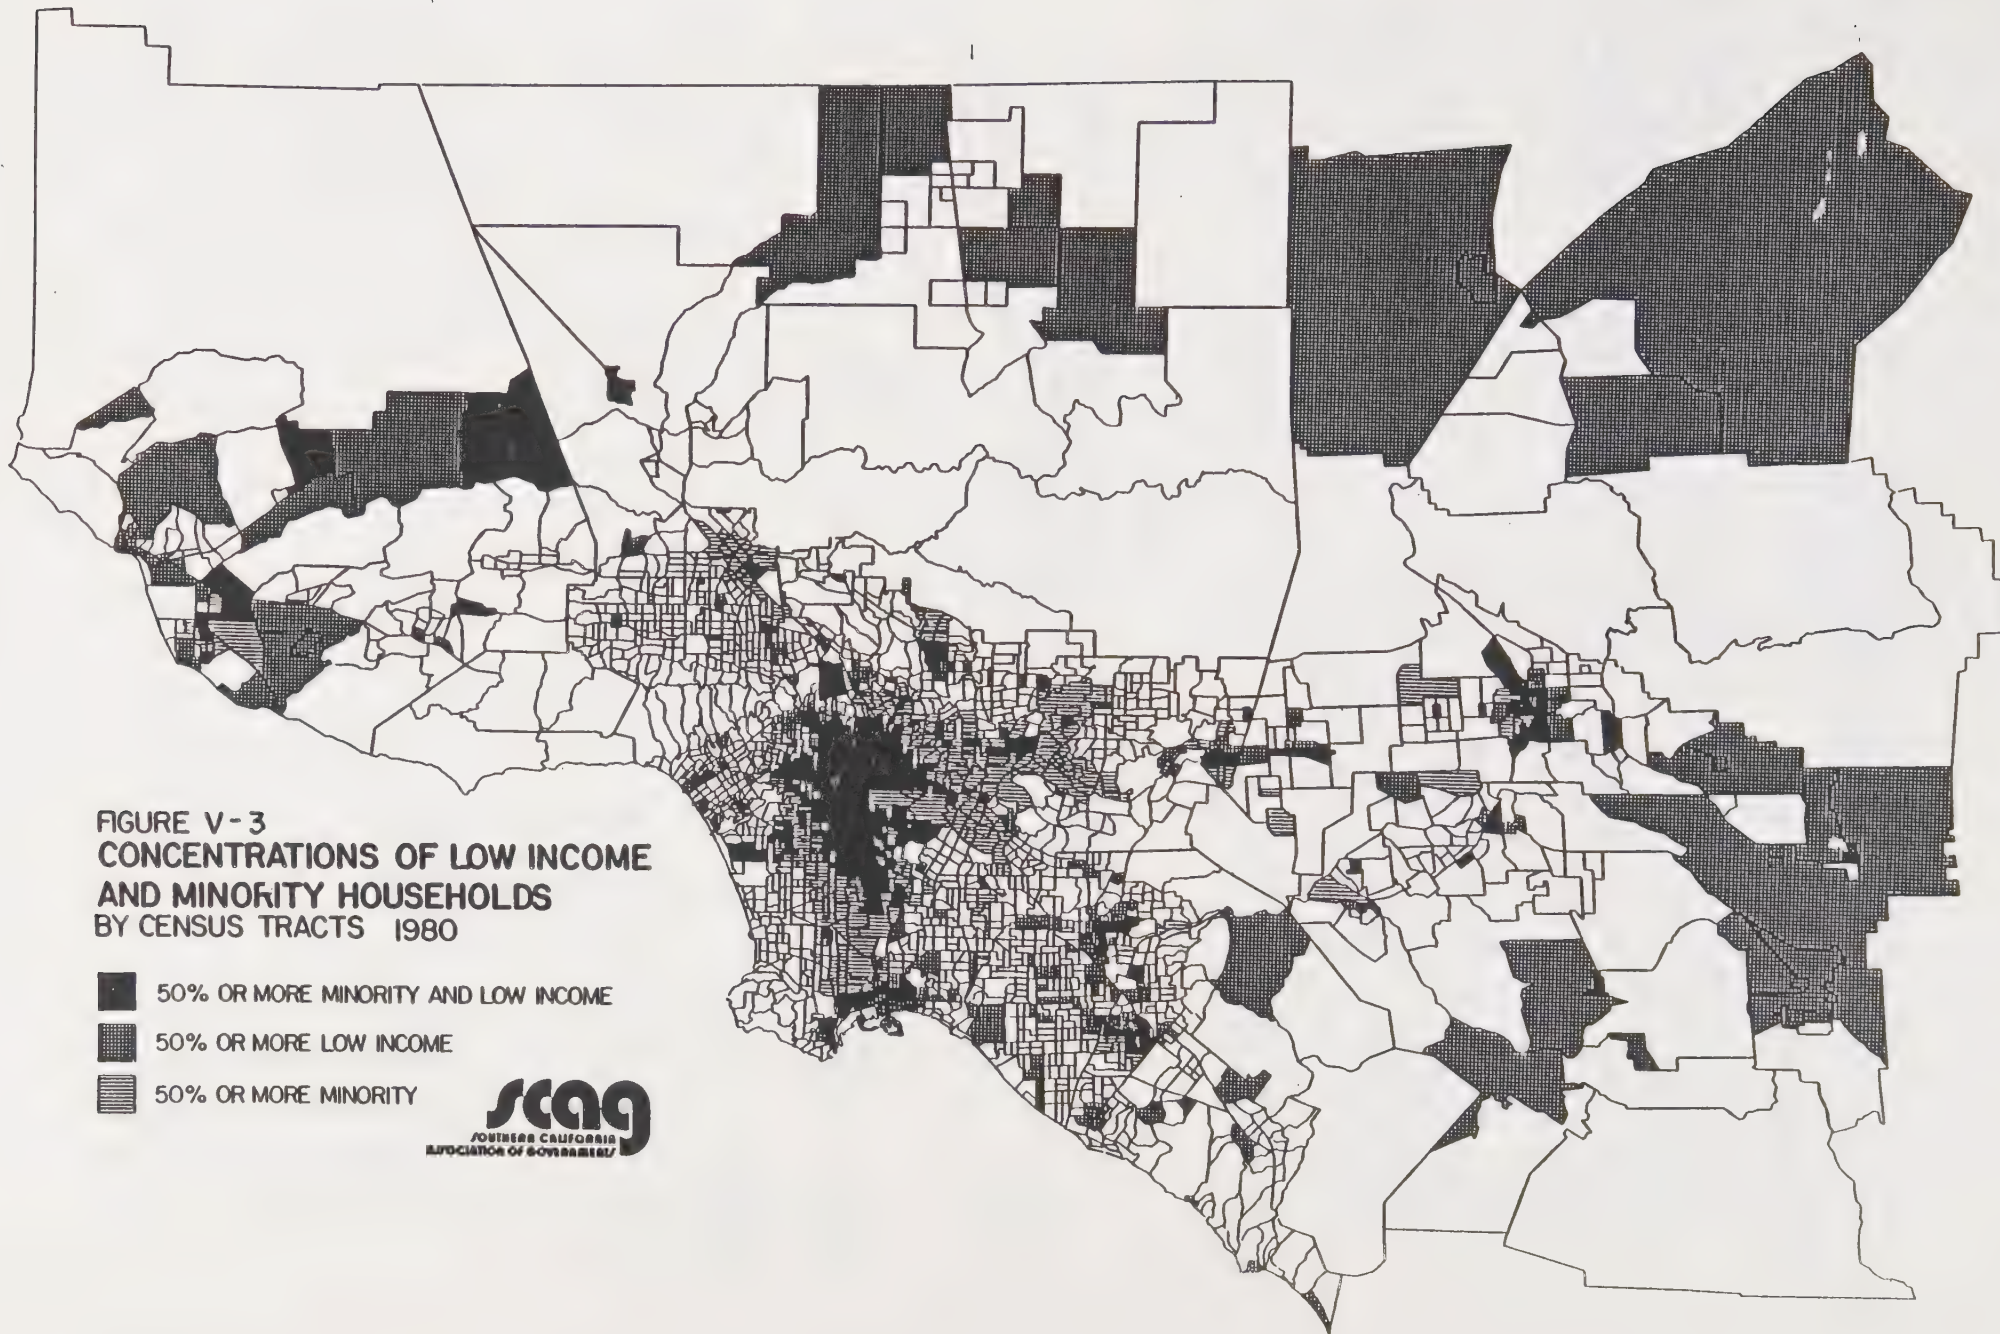 FIGURE V-3
CONCENTRATIONS OF LOW INCOME
AND MINORITY HOUSEHOLDS
BY CENSUS TRACTS 1980
50% OR MORE MINORITY AND LOW INCOME
50% OR MORE LOW INCOME
50% OR MORE MINORITY
scag
SOUTHERN CALIFORNIA
ASSOCIATION OF GOVERNMENTS